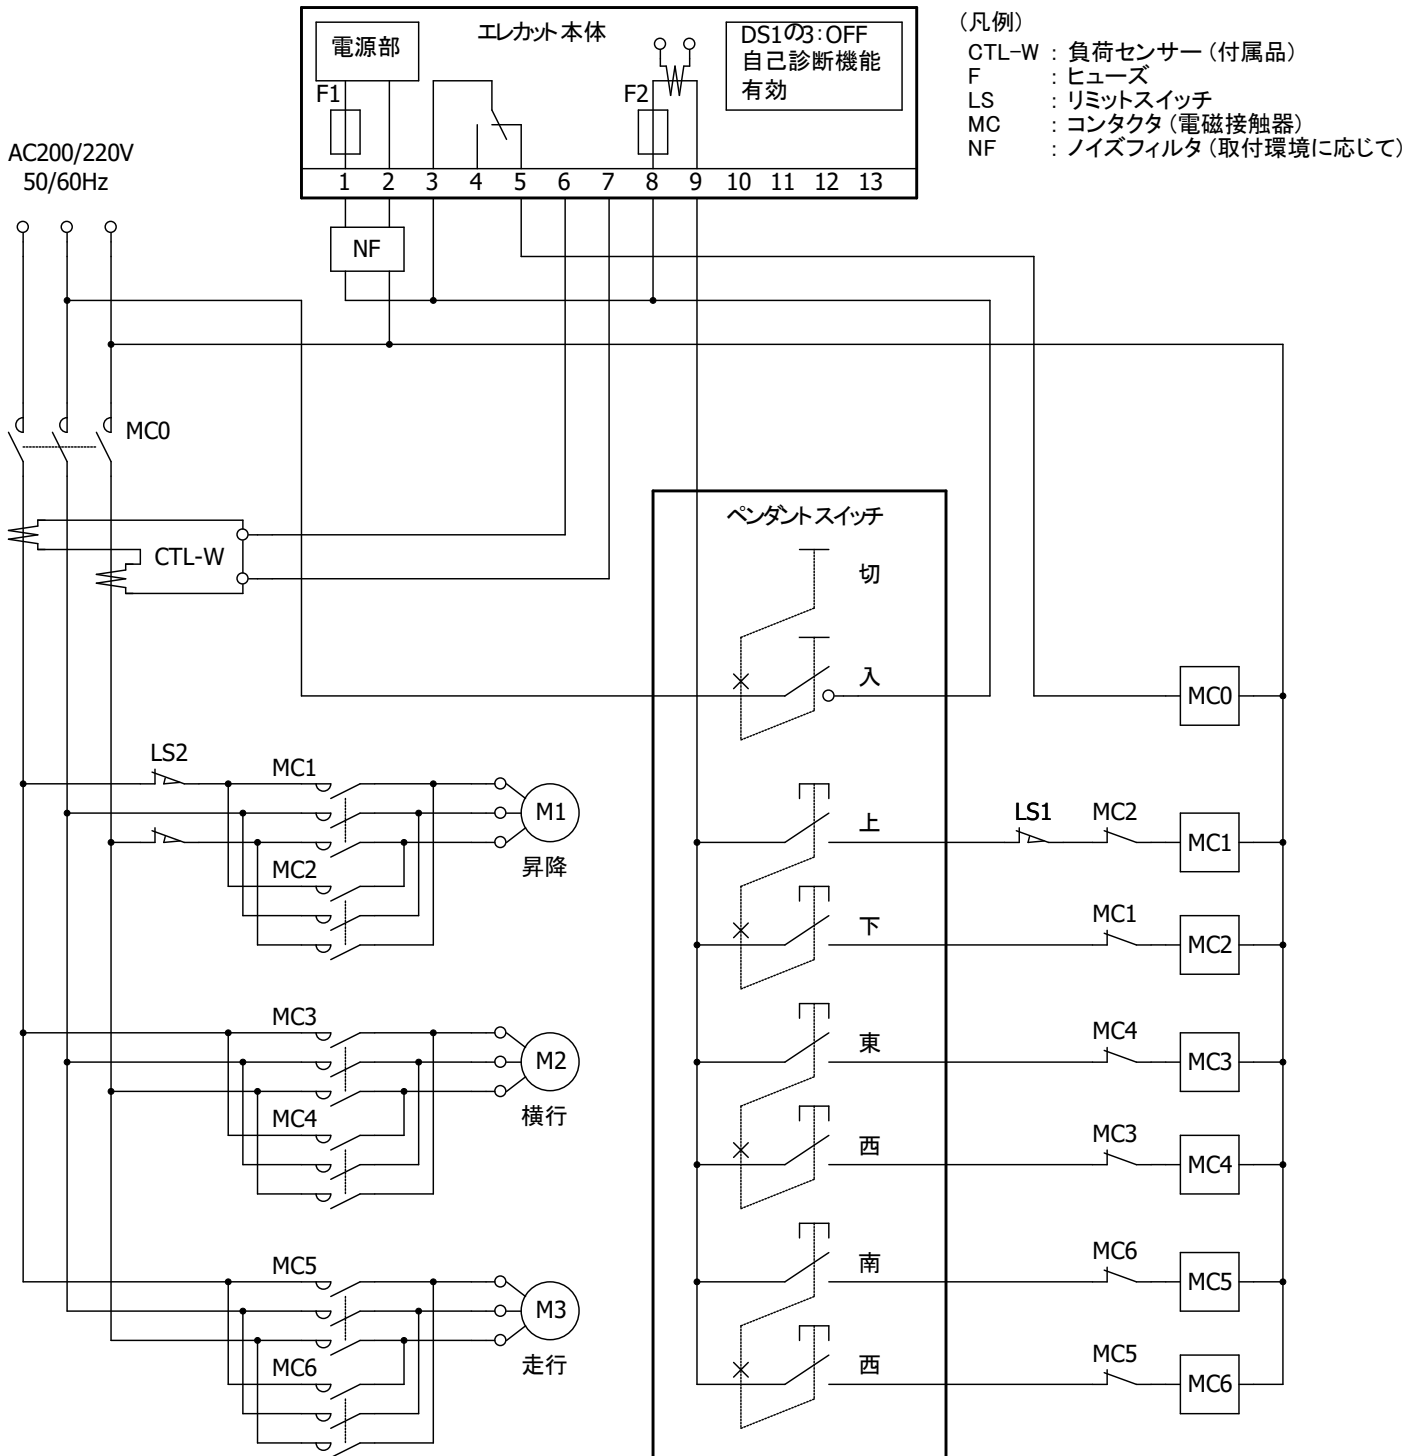 電源部
エレカット本体
DS1の3:OFF
自己診断機能
有効
F1
F2
1 2 3 4 5 6 7 8 9 10 11 12 13
(凡例)
CTL-W : 負荷センサー(付属品)
F : ヒューズ
LS : リミットスイッチ
MC : コンタクタ(電磁接触器)
NF : ノイズフィルタ(取付環境に応じて)
AC200/220V
50/60Hz
NF
MC0
CTL-W
ペンダントスイッチ
切
入
MC0
LS2
MC1
M1
昇降
MC2
上
LS1
MC2
MC1
下
MC1
MC2
MC3
M2
横行
MC4
東
MC4
MC3
西
MC3
MC4
MC5
M3
走行
MC6
南
MC6
MC5
西
MC5
MC6